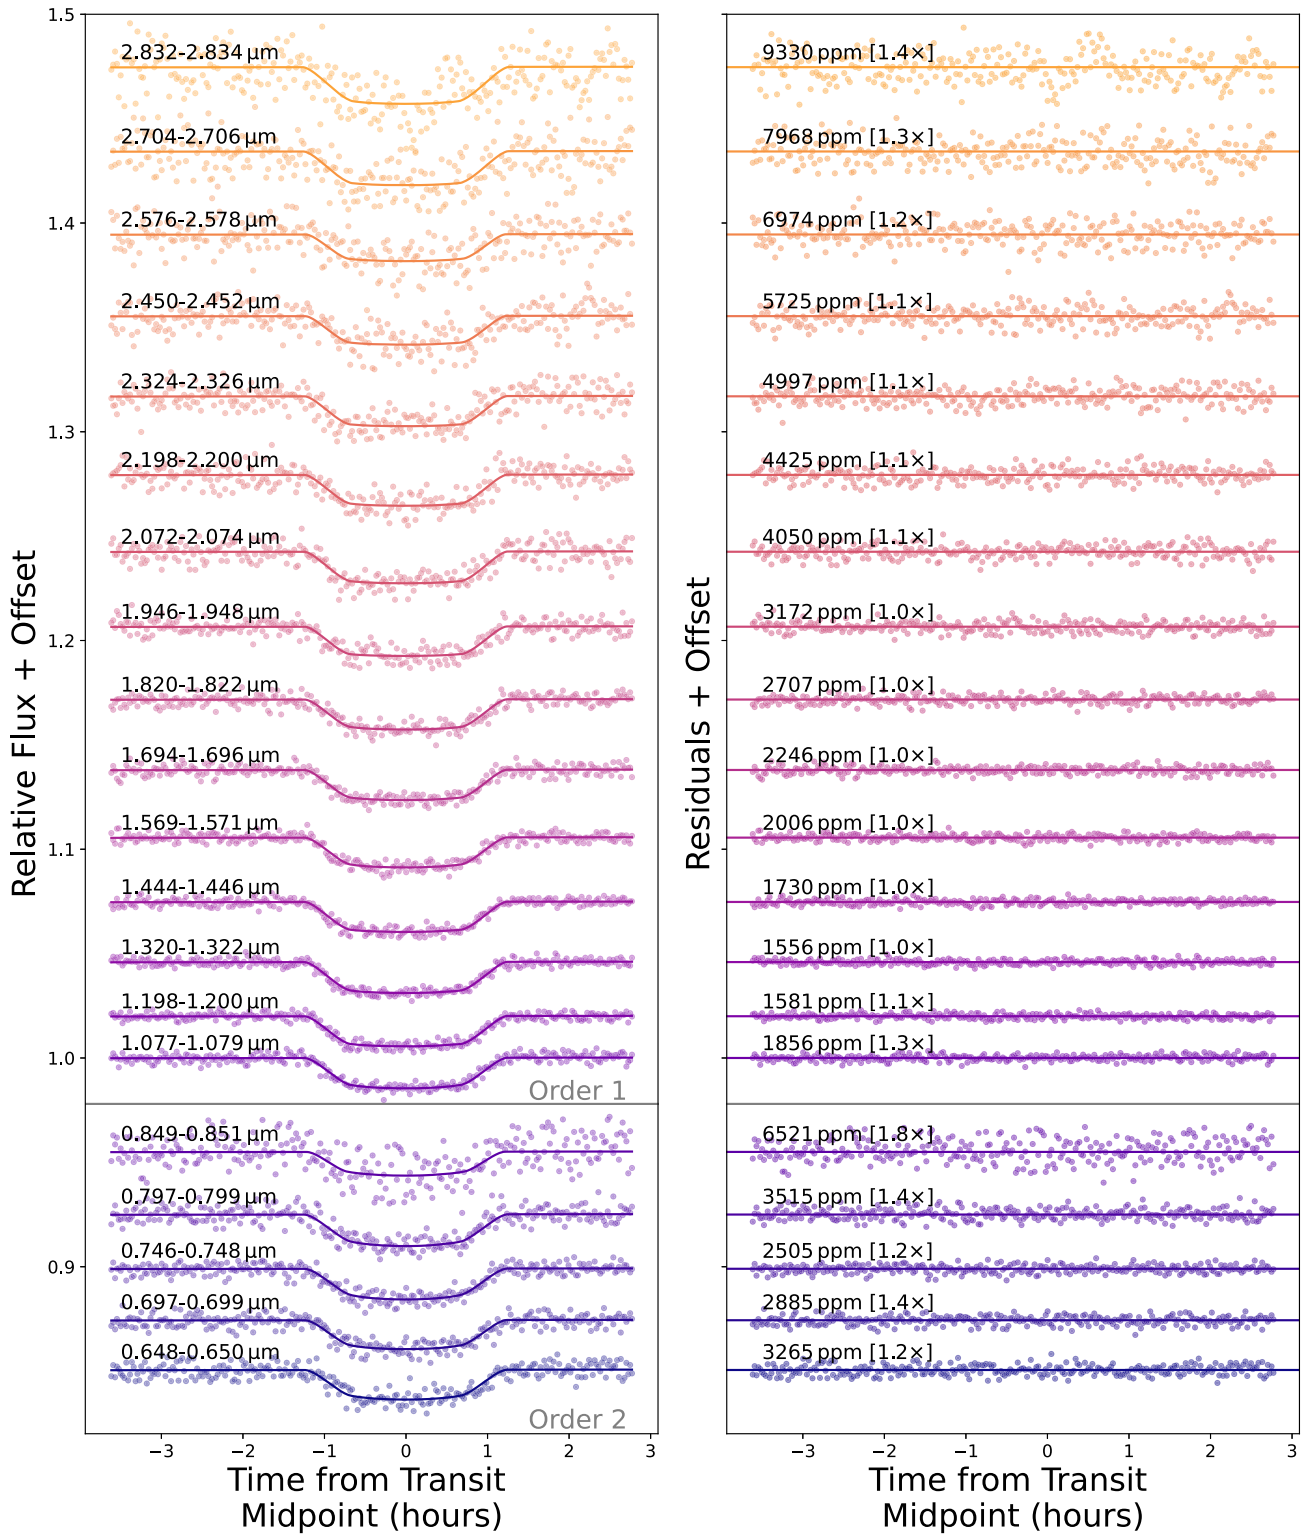 Relative Flux + Offset
1.5
1.4
1.3
1.2
1.1
1.0
0.9
2.832-2.834 μm
2.704-2.706 μm
2.576-2.578 μm
2.450-2.452 μm
2.324-2.326 μm
2.198-2.200 μm
2.072-2.074 μm
1.946-1.948 μm
1.820-1.822 μm
1.694-1.696 μm
1.569-1.571 μm
1.444-1.446 μm
1.320-1.322 μm
1.198-1.200 μm
1.077-1.079 μm
Order 1
0.849-0.851 μm
0.797-0.799 μm
0.746-0.748 μm
0.697-0.699 μm
0.648-0.650 μm
Order 2
−3 −2 −1 0 1 2 3
Time from Transit
Midpoint (hours)
Residuals + Offset
9330 ppm [1.4×]
7968 ppm [1.3×]
6974 ppm [1.2×]
5725 ppm [1.1×]
4997 ppm [1.1×]
4425 ppm [1.1×]
4050 ppm [1.1×]
3172 ppm [1.0×]
2707 ppm [1.0×]
2246 ppm [1.0×]
2006 ppm [1.0×]
1730 ppm [1.0×]
1556 ppm [1.0×]
1581 ppm [1.1×]
1856 ppm [1.3×]
6521 ppm [1.8×]
3515 ppm [1.4×]
2505 ppm [1.2×]
2885 ppm [1.4×]
3265 ppm [1.2×]
−3 −2 −1 0 1 2 3
Time from Transit
Midpoint (hours)